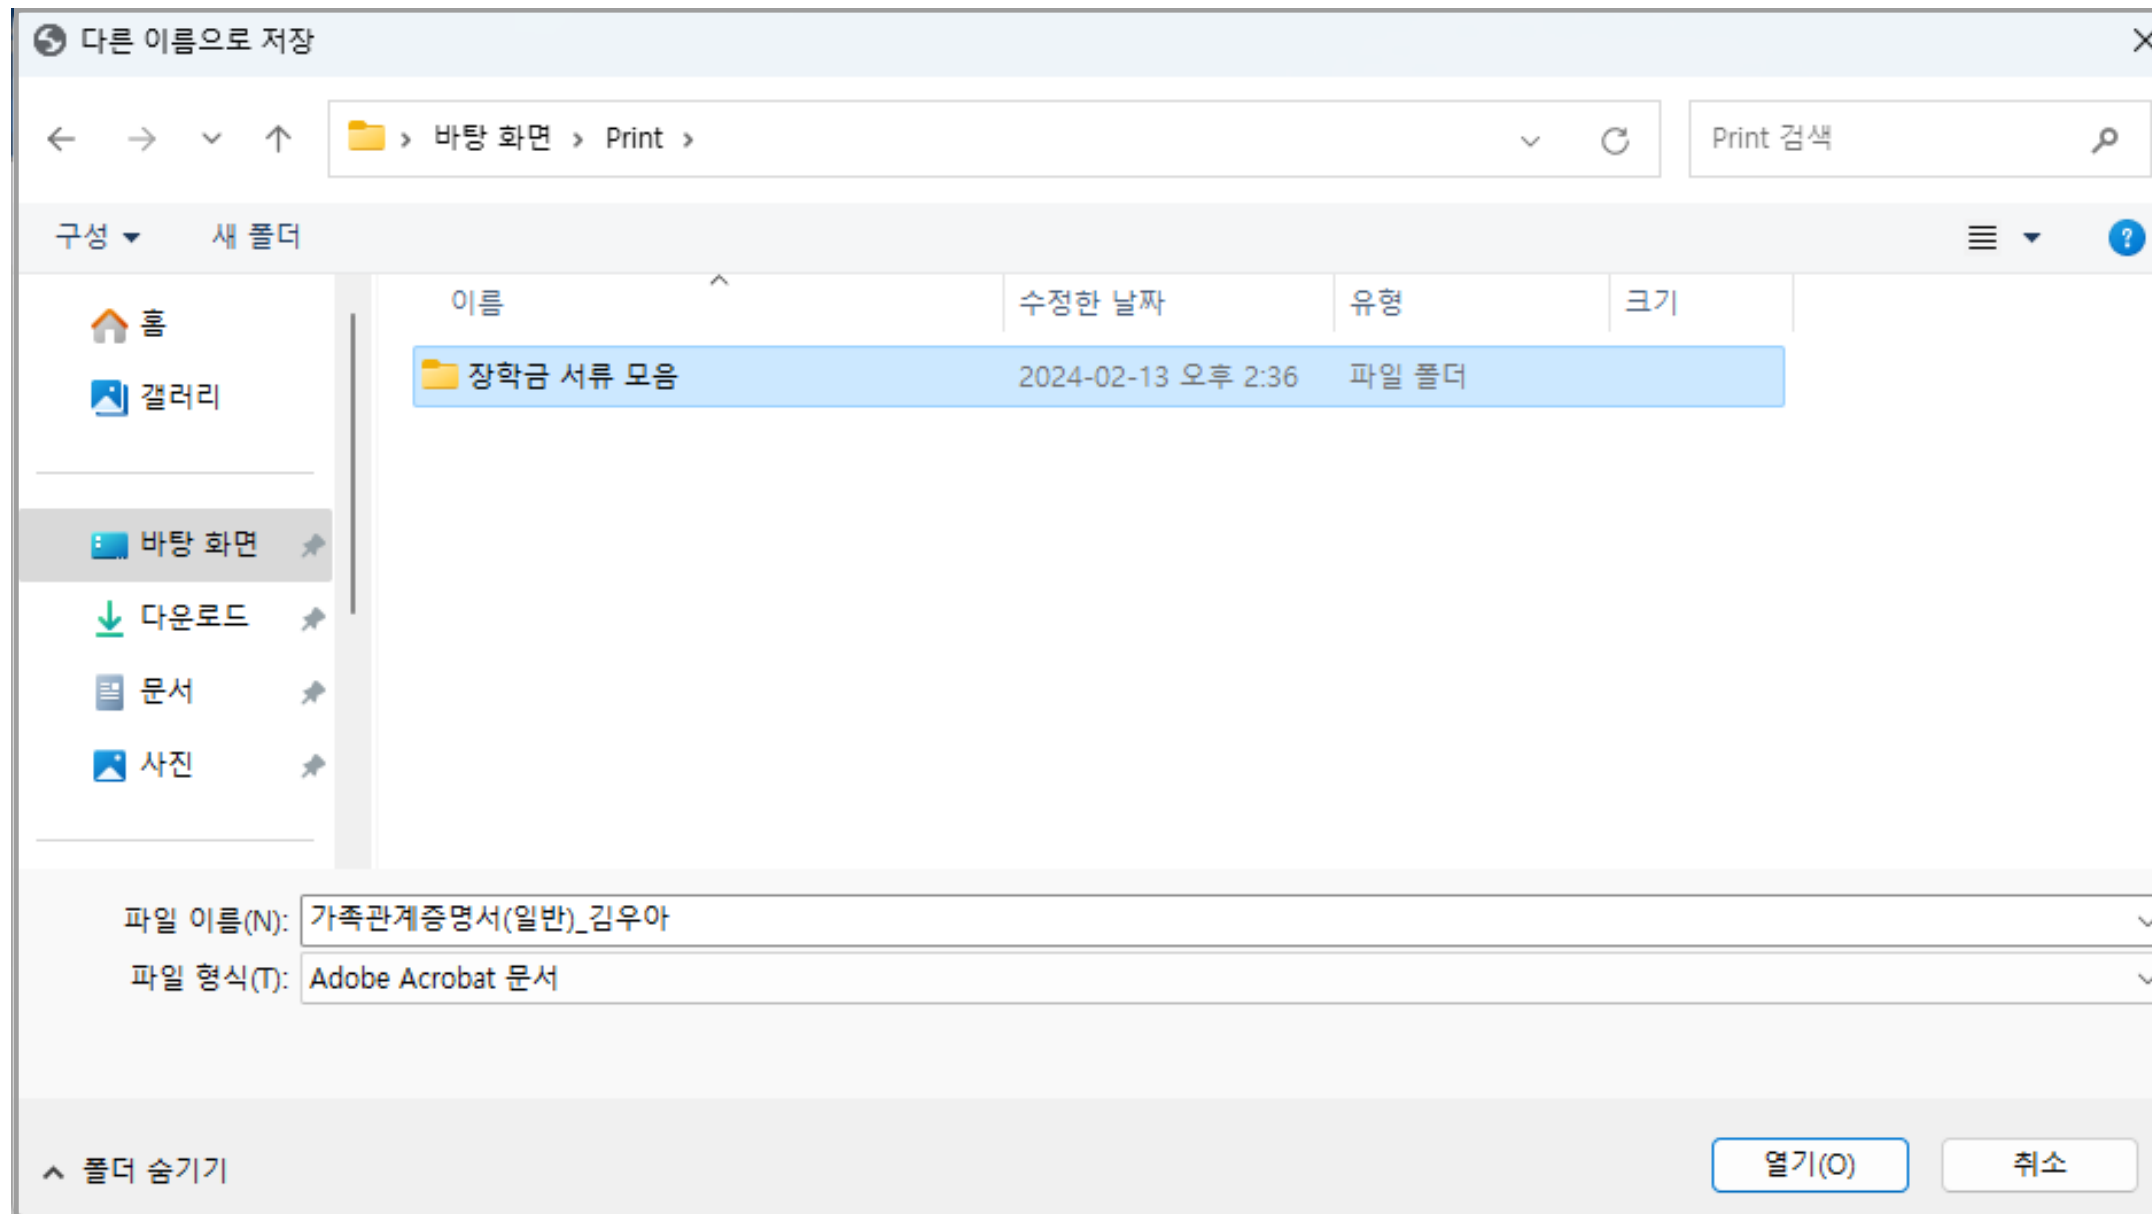 다른 이름으로 저장
바탕 화면 > Print >
Print 검색
구성
새 폴더
이름 수정한 날짜 유형 크기
장학금 서류 모음 2024-02-13 오후 2:36 파일 폴더
홈
갤러리
바탕 화면
다운로드
문서
사진
파일 이름(N): 가족관계증명서(일반)_김우아
파일 형식(T): Adobe Acrobat 문서
폴더 숨기기
열기(O)
취소